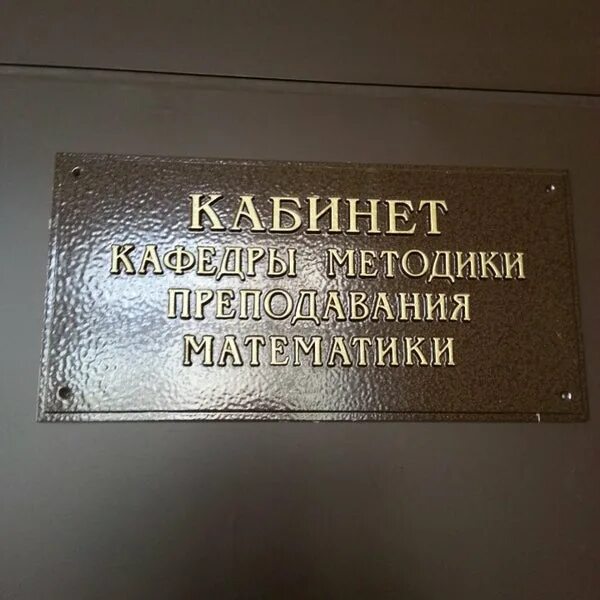 КАБИНЕТ
КАФЕДРЫ МЕТОДИКИ
ПРЕПОДАВАНИЯ
МАТЕМАТИКИ